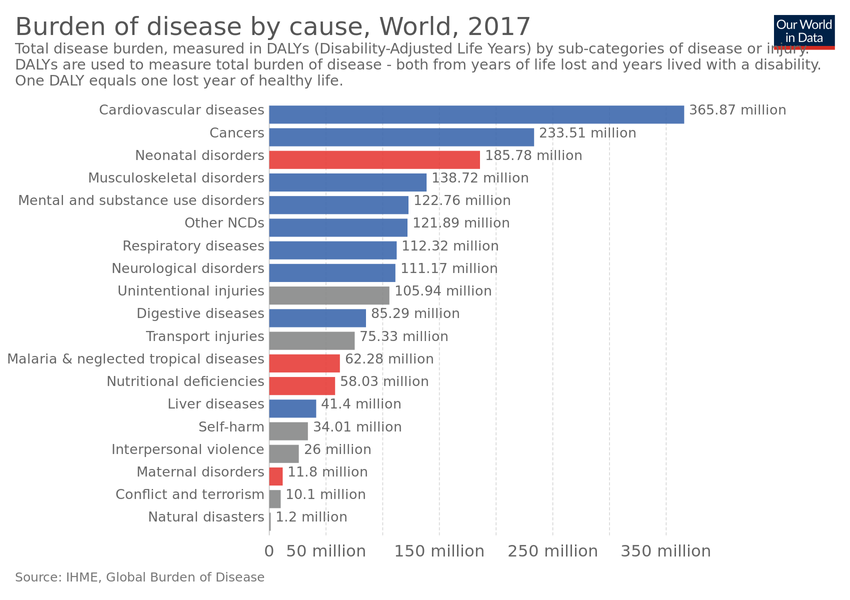 Burden of disease by cause, World, 2017
Our World
in Data
Total disease burden, measured in DALYs (Disability-Adjusted Life Years) by sub-categories of disease or injury.
DALYs are used to measure total burden of disease - both from years of life lost and years lived with a disability.
One DALY equals one lost year of healthy life.
Cardiovascular diseases 365.87 million
Cancers 233.51 million
Neonatal disorders 185.78 million
Musculoskeletal disorders 138.72 million
Mental and substance use disorders 122.76 million
Other NCDs 121.89 million
Respiratory diseases 112.32 million
Neurological disorders 111.17 million
Unintentional injuries 105.94 million
Digestive diseases 85.29 million
Transport injuries 75.33 million
Malaria & neglected tropical diseases 62.28 million
Nutritional deficiencies 58.03 million
Liver diseases 41.4 million
Self-harm 34.01 million
Interpersonal violence 26 million
Maternal disorders 11.8 million
Conflict and terrorism 10.1 million
Natural disasters 1.2 million
0 50 million 150 million 250 million 350 million
Source: IHME, Global Burden of Disease